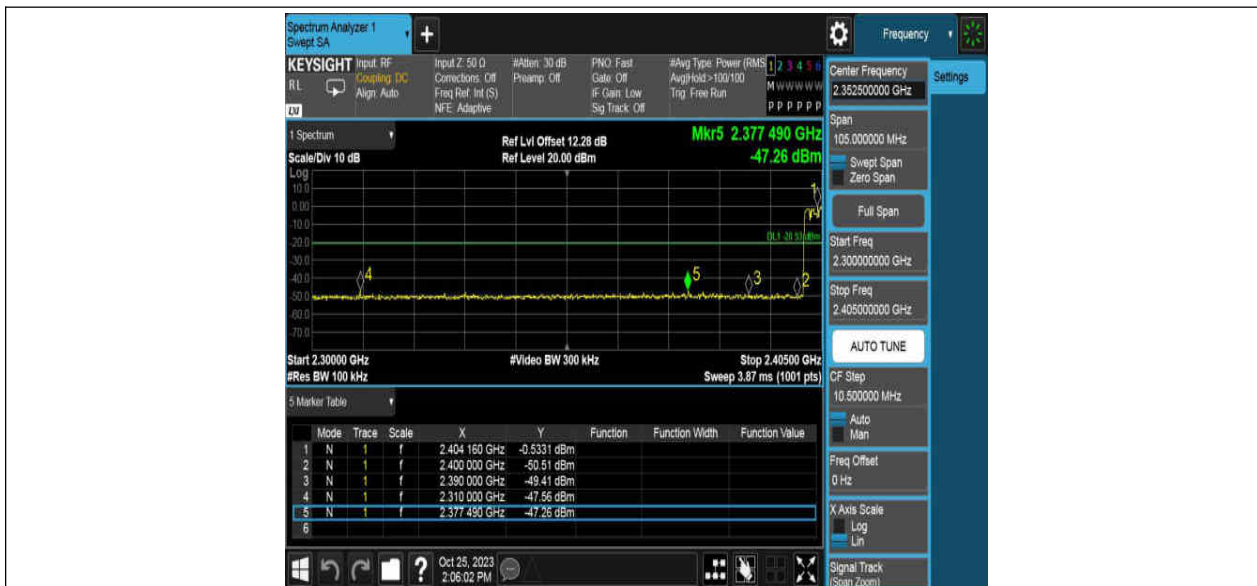 Spectrum Analyzer 1
Swept SA
+
Frequency
KEYSIGHT
RL
LXI
Input: RF
Coupling: DC
Align: Auto
Input Z: 50 Ω
Corrections: Off
Freq Ref: Int (S)
NFE: Adaptive
#Atten: 30 dB
Preamp: Off
PNO: Fast
Gate: Off
IF Gain: Low
Sig Track: Off
#Avg Type: Power (RMS
Avg|Hold:>100/100
Trig: Free Run
1 2 3 4 5 6
M W W W W W
P P P P P P
1 Spectrum
Scale/Div 10 dB
Ref Lvl Offset 12.28 dB
Ref Level 20.00 dBm
Mkr5 2.377 490 GHz
-47.26 dBm
Log
10.0
0.00
-10.0
-20.0
-30.0
-40.0
-50.0
-60.0
-70.0
1
DL1 -20.53 dBm
4
5
3
2
Start 2.30000 GHz
#Res BW 100 kHz
#Video BW 300 kHz
Stop 2.40500 GHz
Sweep 3.87 ms (1001 pts)
5 Marker Table
Mode Trace Scale X Y Function Function Width Function Value
1 N 1 f 2.404 160 GHz -0.5331 dBm
2 N 1 f 2.400 000 GHz -50.51 dBm
3 N 1 f 2.390 000 GHz -49.41 dBm
4 N 1 f 2.310 000 GHz -47.56 dBm
5 N 1 f 2.377 490 GHz -47.26 dBm
6
?
Oct 25, 2023
2:06:02 PM
Center Frequency
2.352500000 GHz
Settings
Span
105.000000 MHz
Swept Span
Zero Span
Full Span
Start Freq
2.300000000 GHz
Stop Freq
2.405000000 GHz
AUTO TUNE
CF Step
10.500000 MHz
Auto
Man
Freq Offset
0 Hz
X Axis Scale
Log
Lin
Signal Track
(Span Zoom)